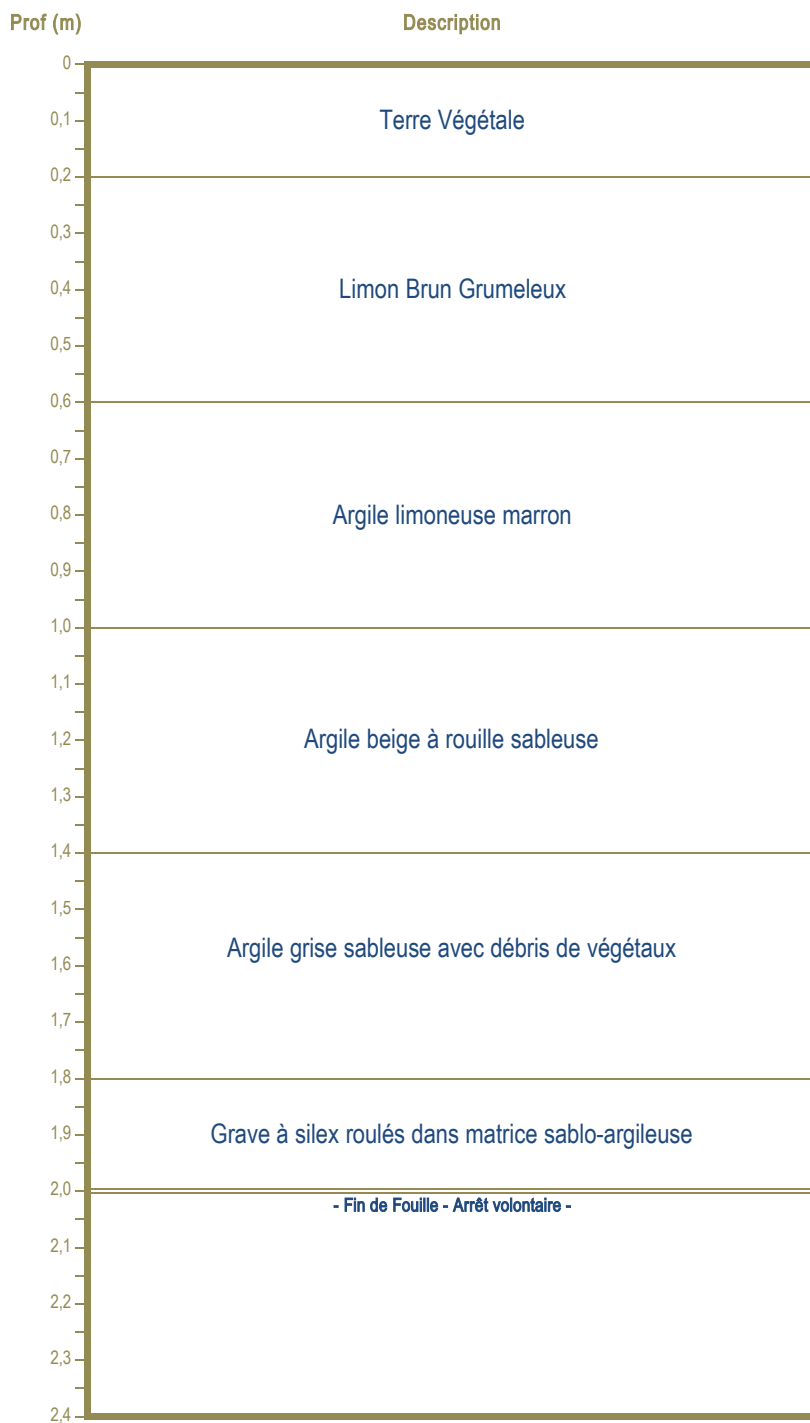 Prof (m) Description
0
0,1 Terre Végétale
0,2
0,3
0,4 Limon Brun Grumeleux
0,5
0,6
0,7
0,8 Argile limoneuse marron
0,9
1,0
1,1
1,2 Argile beige à rouille sableuse
1,3
1,4
1,5
Argile grise sableuse avec débris de végétaux
1,6
1,7
1,8
1,9 Grave à silex roulés dans matrice sablo-argileuse
2,0
- Fin de Fouille - Arrêt volontaire -
2,1
2,2
2,3
2,4